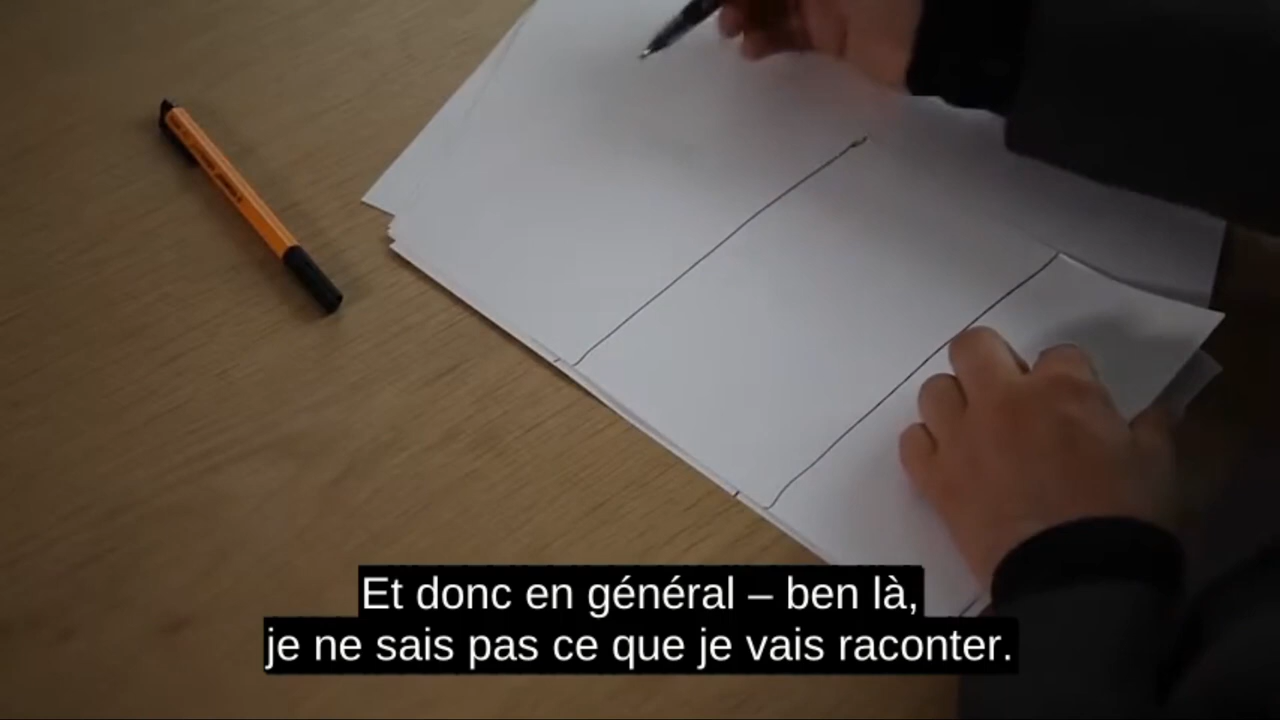 Et donc en général – ben là,
je ne sais pas ce que je vais raconter.